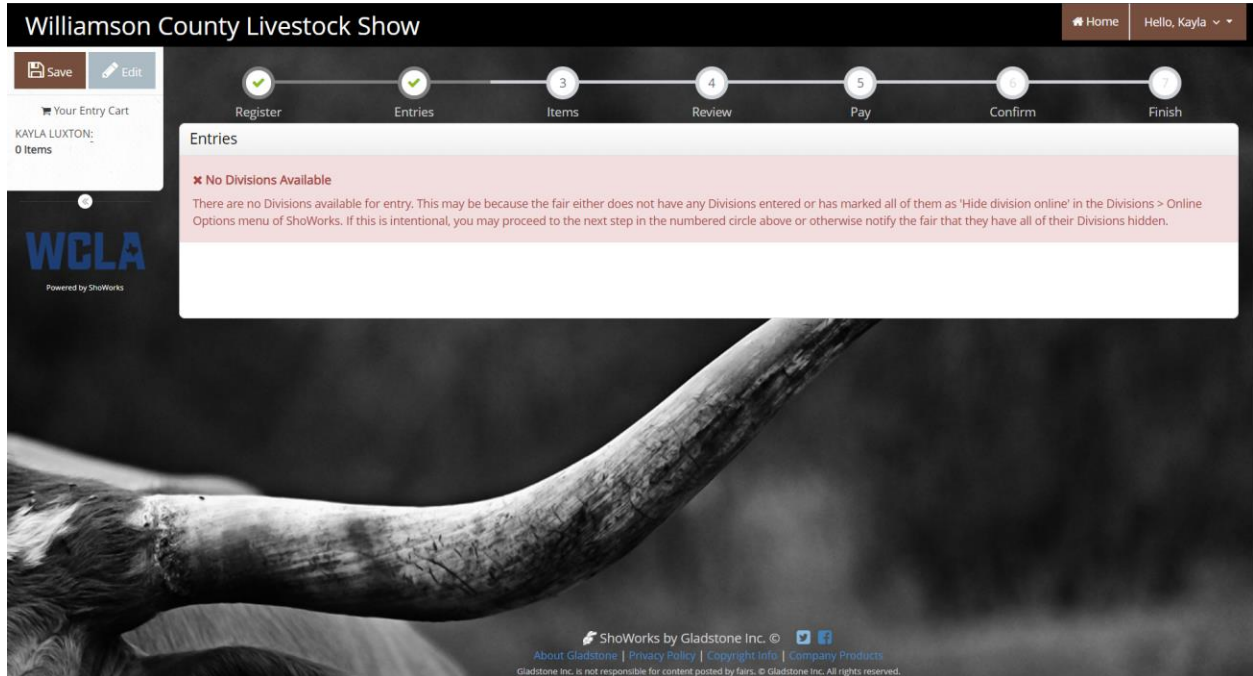 Williamson County Livestock Show
Home
Hello, Kayla
Save
Edit
Your Entry Cart
KAYLA LUXTON:
0 Items
3
4
5
6
7
Register
Entries
Items
Review
Pay
Confirm
Finish
Entries
No Divisions Available
There are no Divisions available for entry. This may be because the fair either does not have any Divisions entered or has marked all of them as 'Hide division online' in the Divisions > Online
Options menu of ShoWorks. If this is intentional, you may proceed to the next step in the numbered circle above or otherwise notify the fair that they have all of their Divisions hidden.
WCLA
Powered by ShoWorks
ShoWorks by Gladstone Inc. ©
About Gladstone | Privacy Policy | Copyright Info | Company Products
Gladstone Inc. is not responsible for content posted by fairs. © Gladstone Inc. All rights reserved.